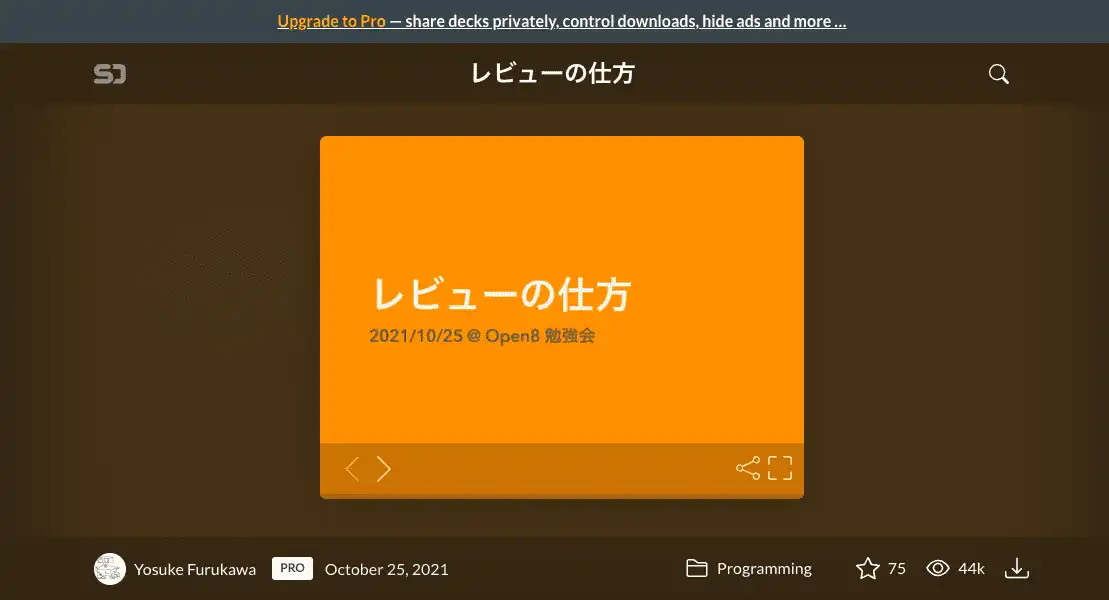 Upgrade to Pro — share decks privately, control downloads, hide ads and more …
SD
レビューの仕方
レビューの仕方
2021/10/25 @ Open8 勉強会
Yosuke Furukawa
PRO
October 25, 2021
Programming
75
44k